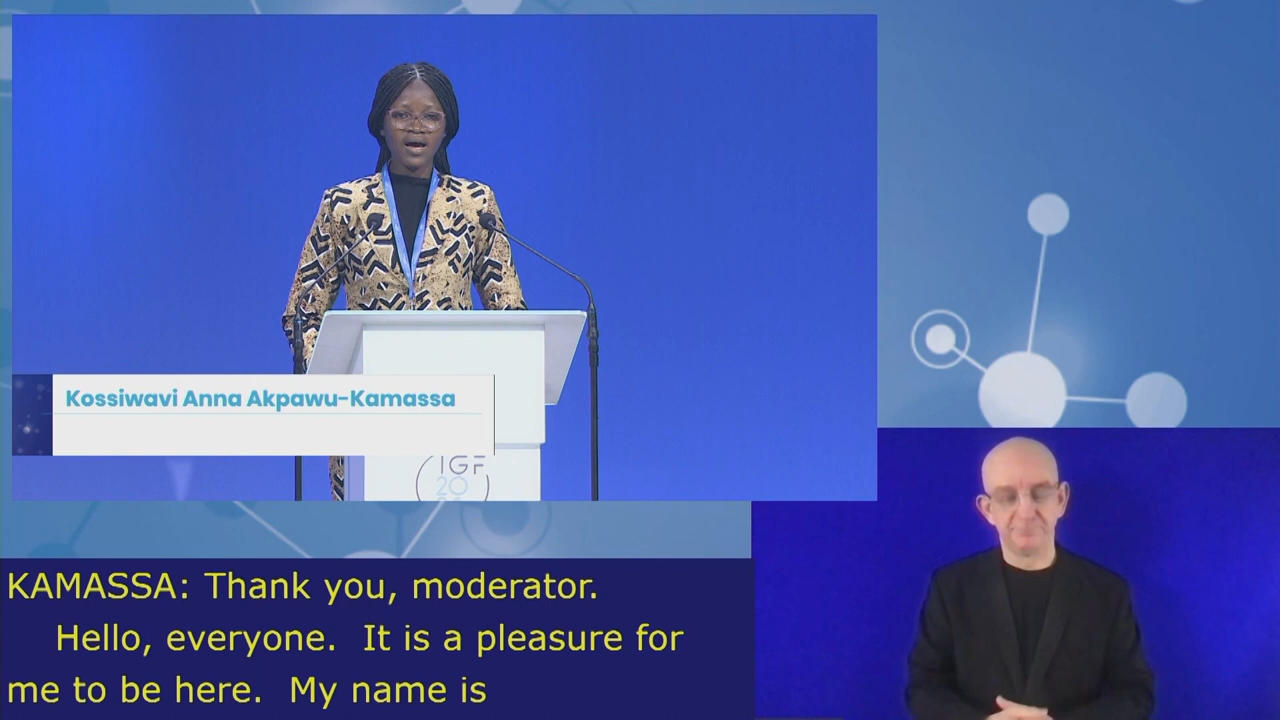 Kossiwavi Anna Akpawu-Kamassa
IGF
20
KAMASSA: Thank you, moderator.
Hello, everyone. It is a pleasure for
me to be here. My name is